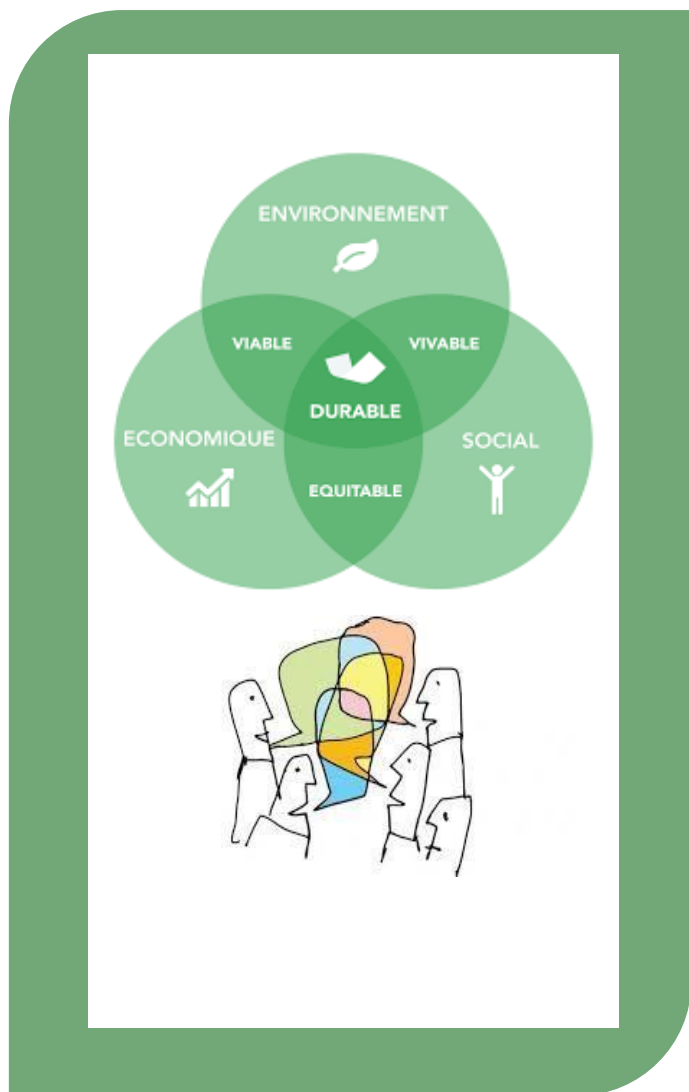 ENVIRONNEMENT
VIABLE
VIVABLE
DURABLE
ECONOMIQUE
SOCIAL
EQUITABLE